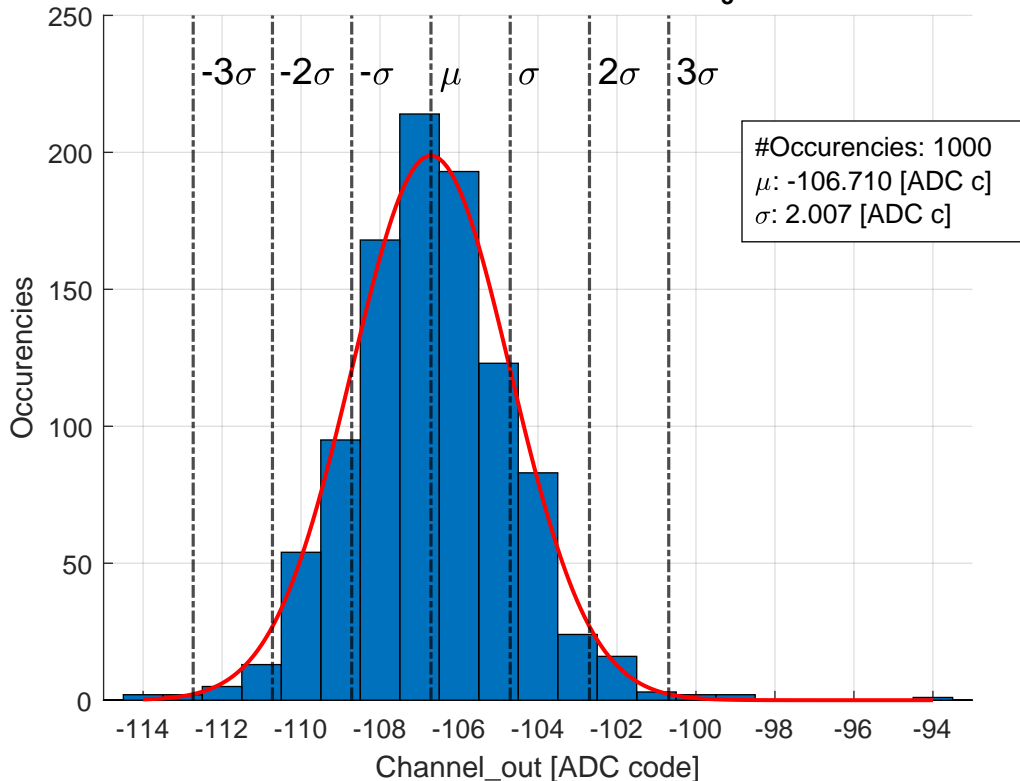 250
200
150
100
50
0
-3σ -2σ -σ μ σ 2σ 3σ
#Occurencies: 1000
μ: -106.710 [ADC c]
σ: 2.007 [ADC c]
Occurencies
-114 -112 -110 -108 -106 -104 -102 -100 -98 -96 -94
Channel_out [ADC code]